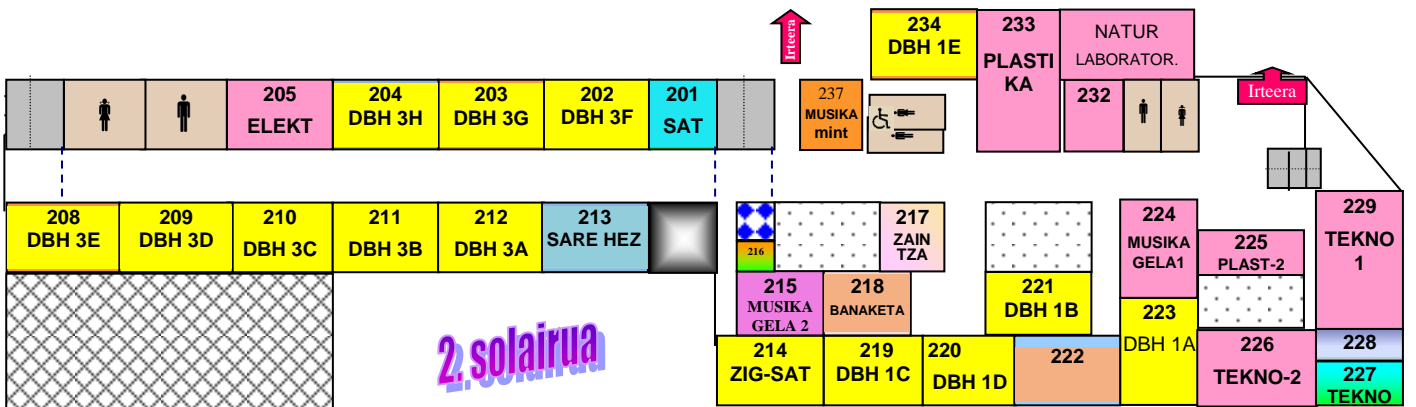 Irteera
234
DBH 1E
233
PLASTI
KA
NATUR
LABORATOR.
205
ELEKT
204
DBH 3H
203
DBH 3G
202
DBH 3F
201
SAT
237
MUSIKA
mint
232
Irteera
208
DBH 3E
209
DBH 3D
210
DBH 3C
211
DBH 3B
212
DBH 3A
213
SARE HEZ
216
217
ZAIN
TZA
224
MUSIKA
GELA1
225
PLAST-2
229
TEKNO
1
215
MUSIKA
GELA 2
218
BANAKETA
221
DBH 1B
223
DBH 1A
2. solairua
214
ZIG-SAT
219
DBH 1C
220
DBH 1D
222
226
TEKNO-2
228
227
TEKNO